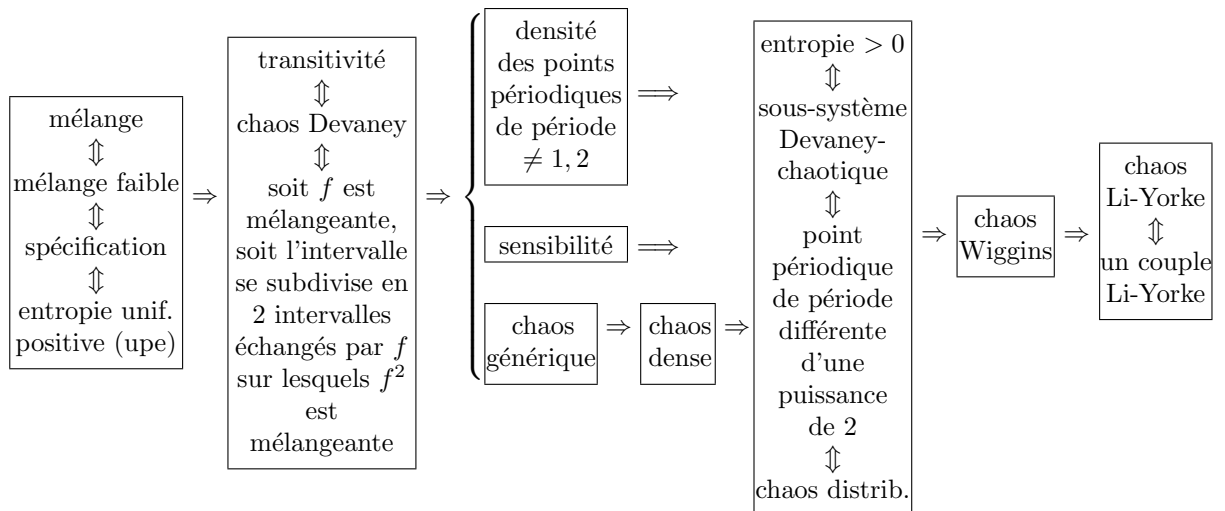 mélange
⇕
mélange faible
⇕
spécification
⇕
entropie unif.
positive (upe)
⇒
transitivité
⇕
chaos Devaney
⇕
soit f est
mélangeante,
soit l'intervalle
se subdivise en
2 intervalles
échangés par f
sur lesquels f²
est
mélangeante
⇒
densité
des points
périodiques
de période
≠ 1, 2
⟹
sensibilité
⟹
chaos
générique
⇒
chaos
dense
⇒
entropie > 0
⇕
sous-système
Devaney-
chaotique
⇕
point
périodique
de période
différente
d'une
puissance
de 2
⇕
chaos distrib.
⇒
chaos
Wiggins
⇒
chaos
Li-Yorke
⇕
un couple
Li-Yorke